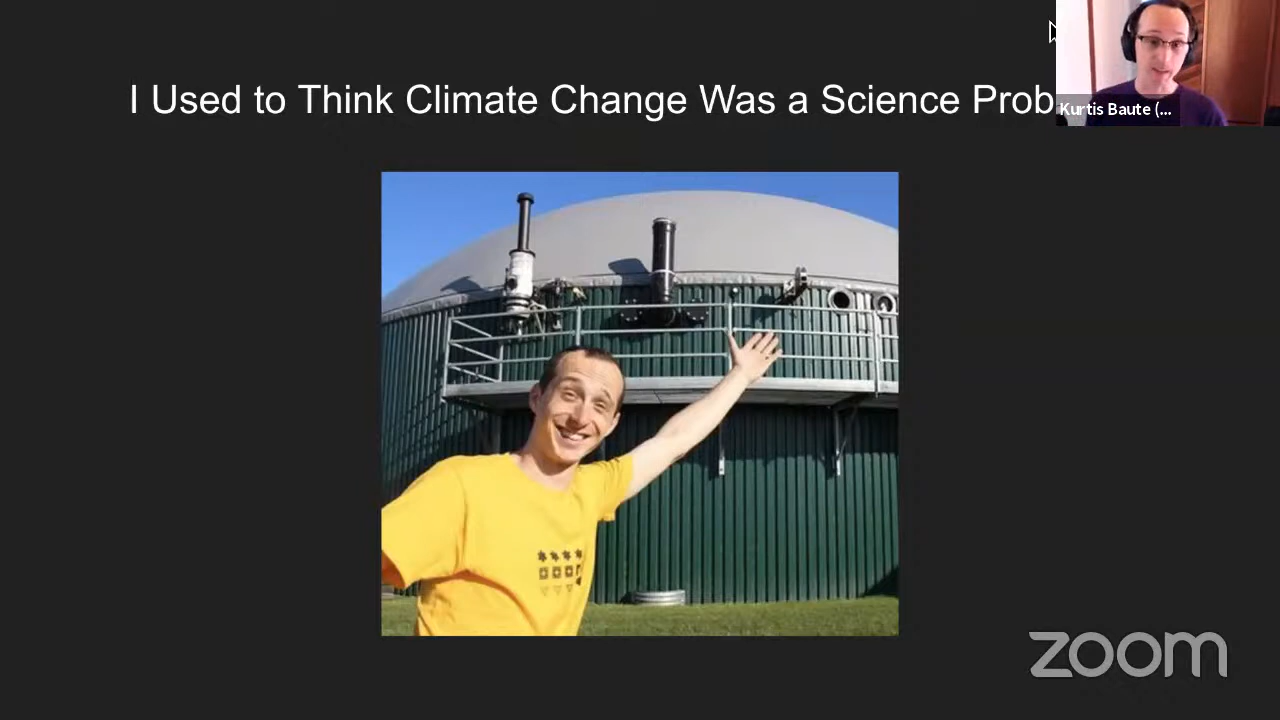 I Used to Think Climate Change Was a Science Prob
Kurtis Baute (...
zoom